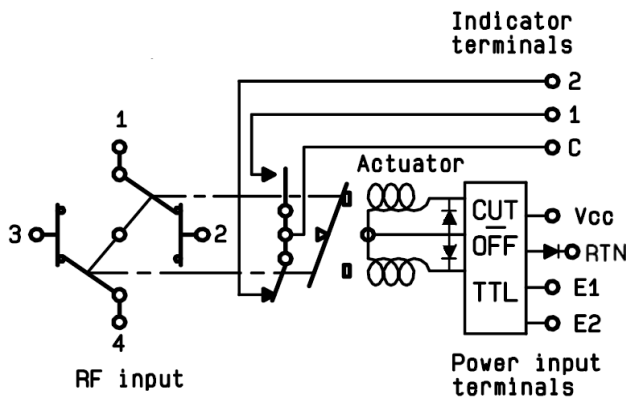 Indicator
terminals
2
1
C
1
Actuator
CUT
OFF
TTL
Vcc
RTN
E1
E2
3
2
4
RF input
Power input
terminals